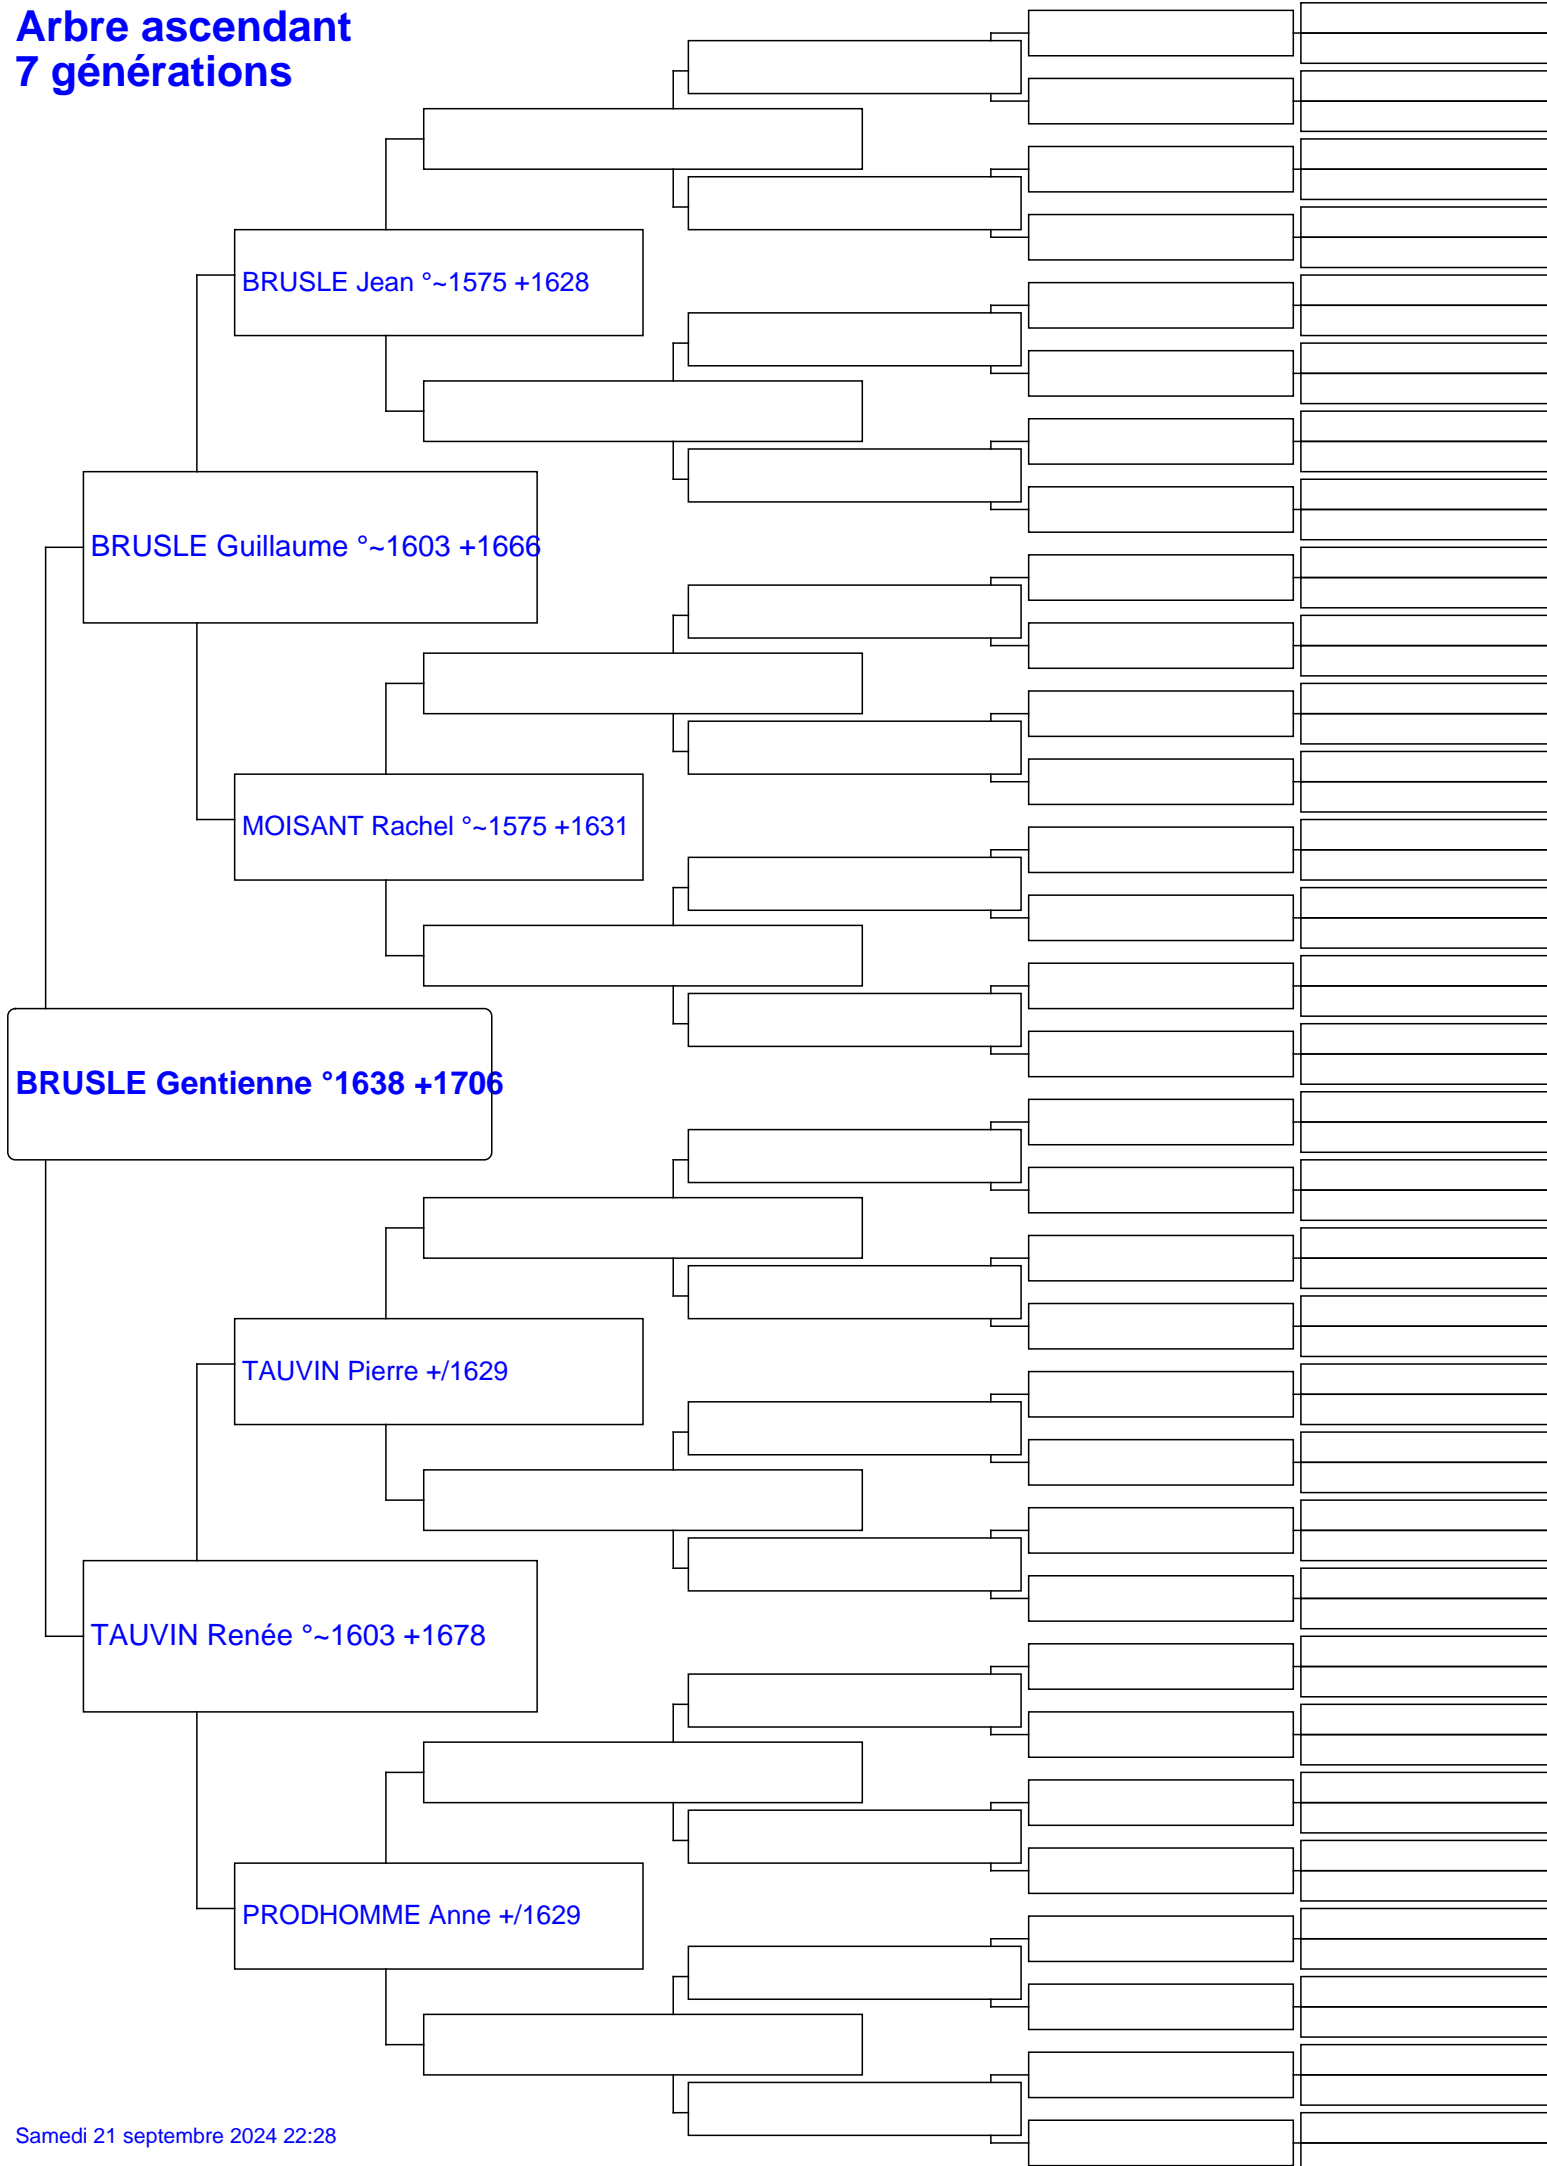 Arbre ascendant
7 générations
BRUSLE Jean °~1575 +1628
BRUSLE Guillaume °~1603 +1666
MOISANT Rachel °~1575 +1631
BRUSLE Gentienne °1638 +1706
TAUVIN Pierre +/1629
TAUVIN Renée °~1603 +1678
PRODHOMME Anne +/1629
Samedi 21 septembre 2024 22:28